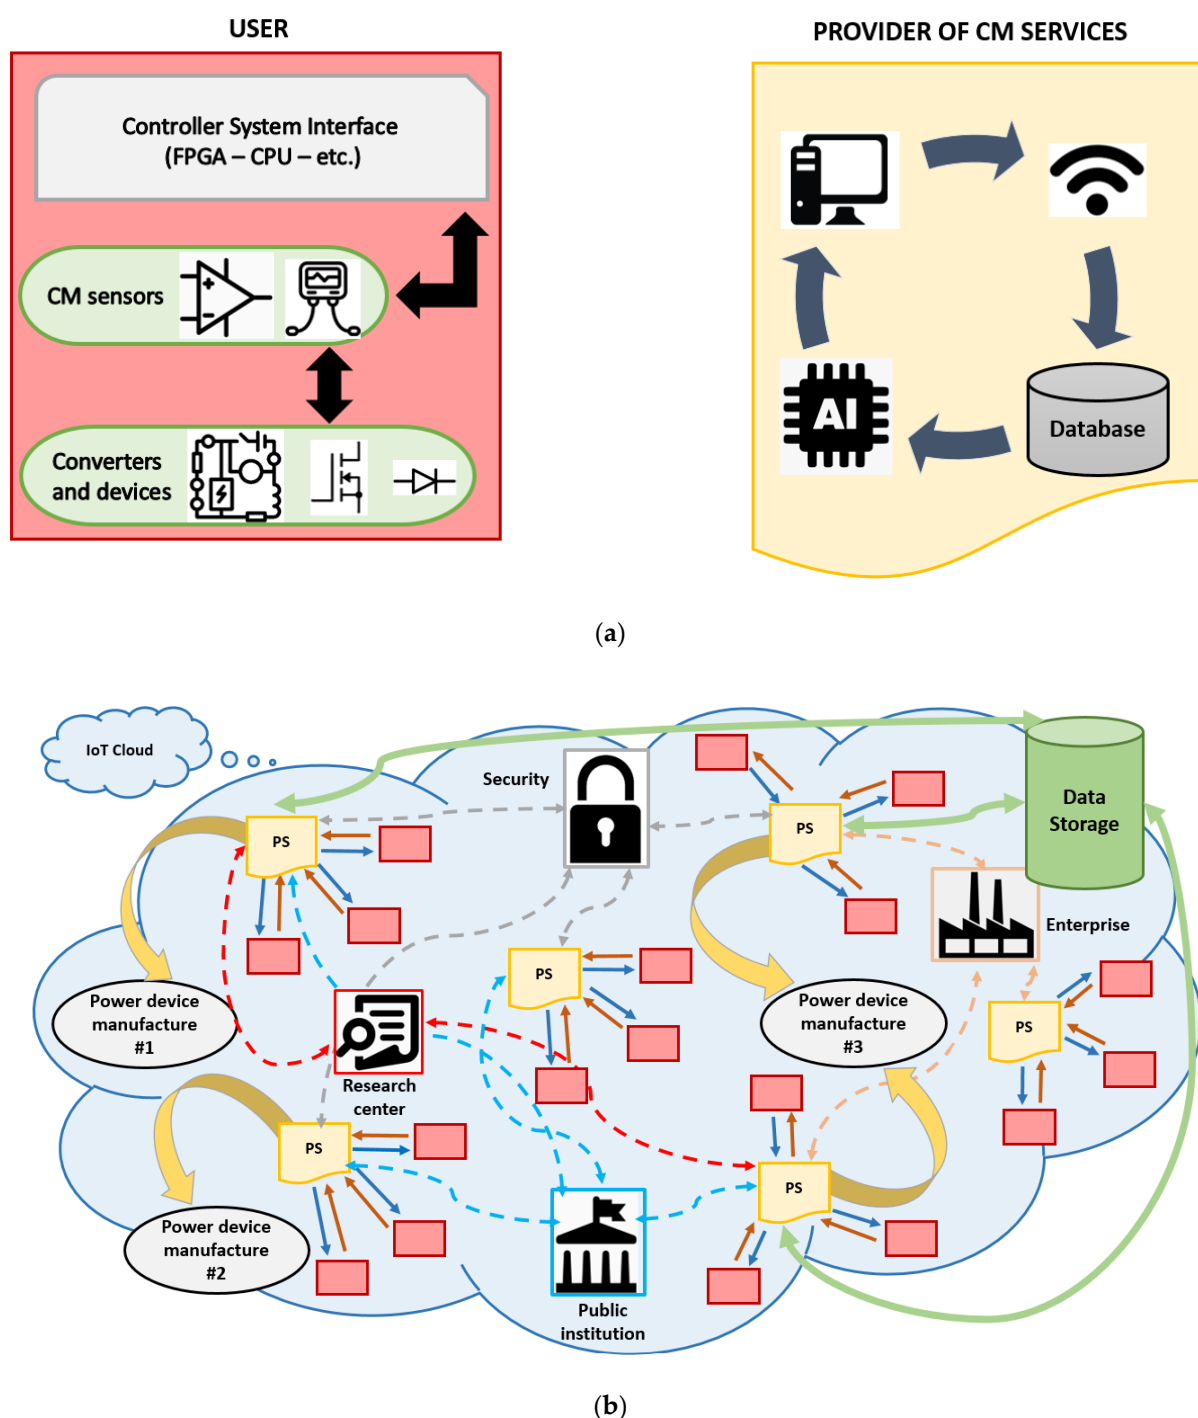 USER
PROVIDER OF CM SERVICES
Controller System Interface
(FPGA – CPU – etc.)
CM sensors
Converters
and devices
AI
Database
(a)
IoT Cloud
Security
Data
Storage
PS
PS
Enterprise
PS
Power device
manufacture
#1
Power device
manufacture
#3
PS
Research
center
PS
PS
Power device
manufacture
#2
Public
institution
(b)